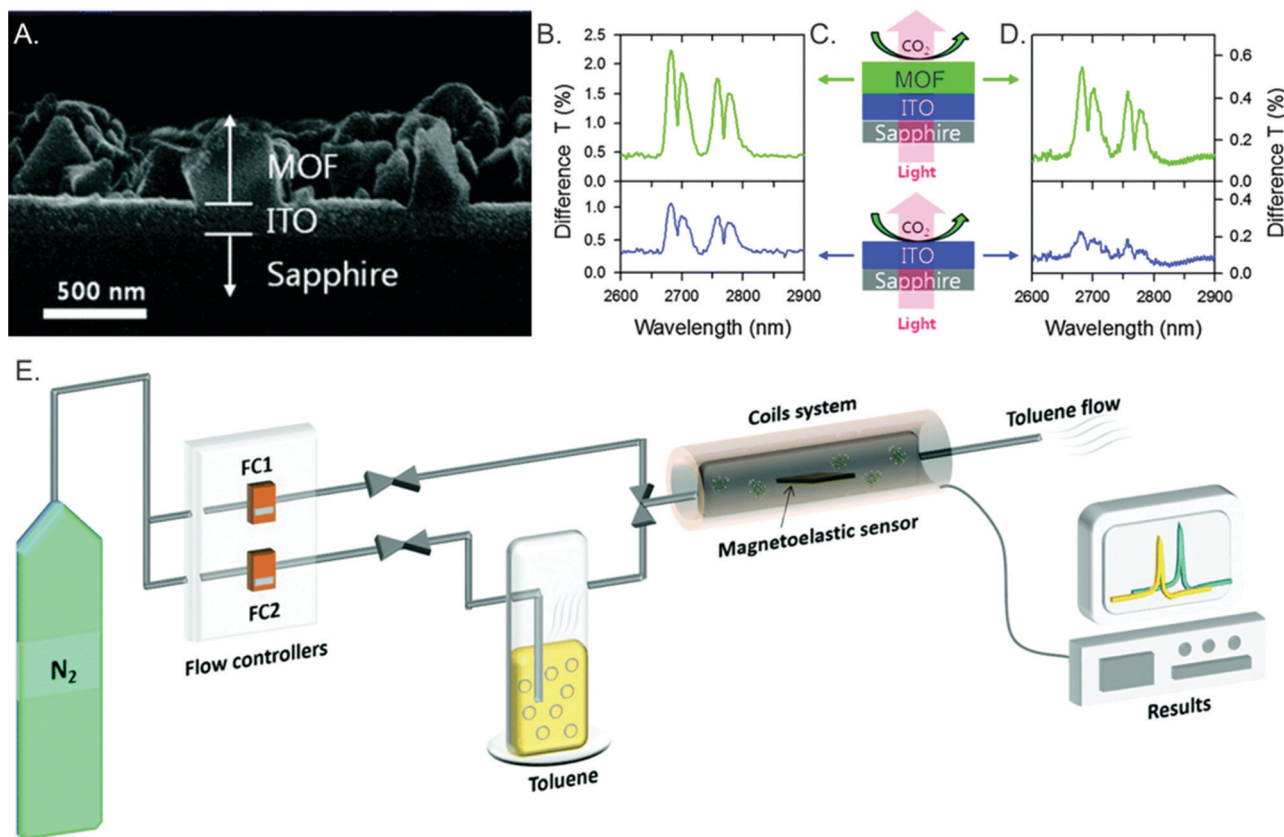 A.
MOF
ITO
Sapphire
500 nm
B.
Difference T (%)
2.5
2.0
1.5
1.0
0.5
0.0
1.0
0.5
0.0
2600 2700 2800 2900
Wavelength (nm)
C.
CO2
MOF
ITO
Sapphire
Light
CO2
ITO
Sapphire
Light
D.
0.6
0.4
0.2
0.0
0.4
0.2
0.0
Difference T (%)
2600 2700 2800 2900
Wavelength (nm)
E.
N2
FC1
FC2
Flow controllers
Toluene
Coils system
Magnetoelastic sensor
Toluene flow
Results